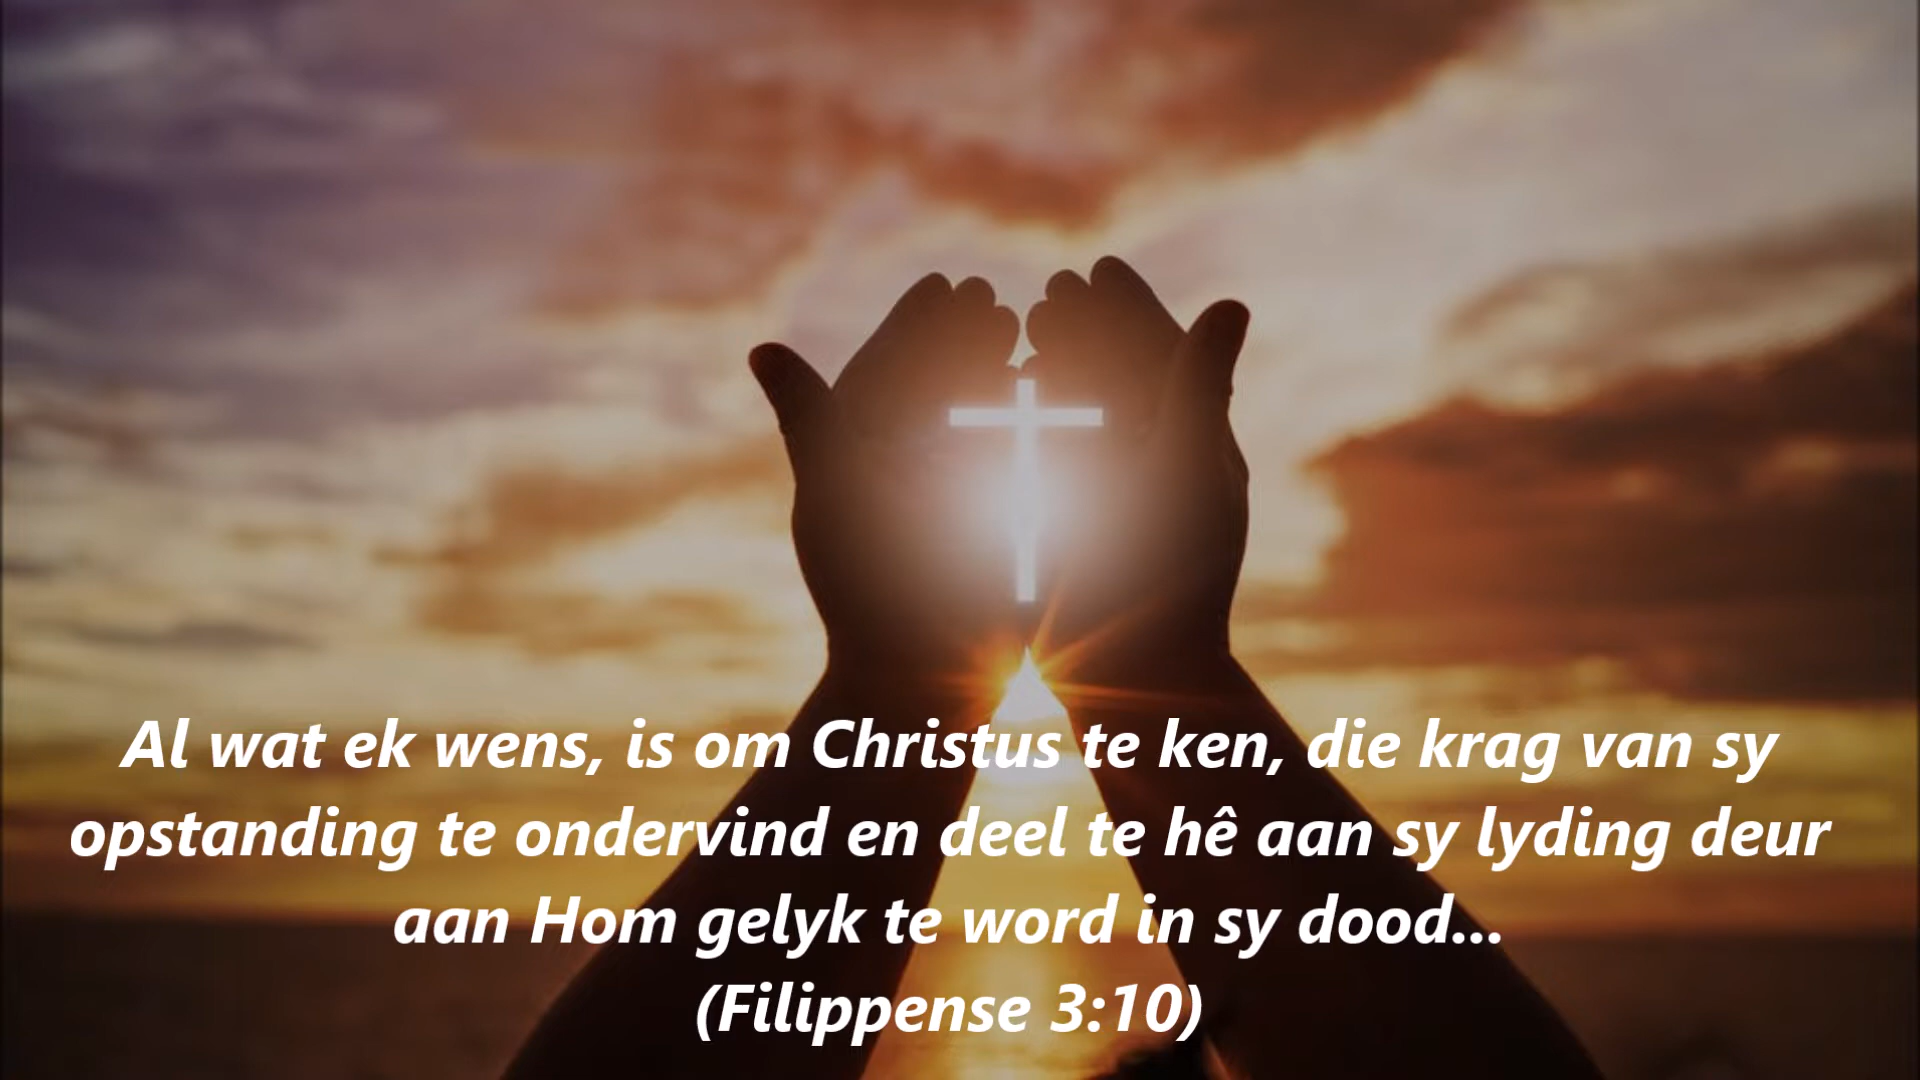 Al wat ek wens, is om Christus te ken, die krag van sy
opstanding te ondervind en deel te hê aan sy lyding deur
aan Hom gelyk te word in sy dood...
(Filippense 3:10)